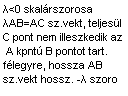 λ<0 skalárszorosa
λAB=AC sz.vekt, teljesül
C pont nem illeszkedik az
A kpntú B pontot tart.
félegyre, hossza AB
sz.vekt hossz. -λ szoro